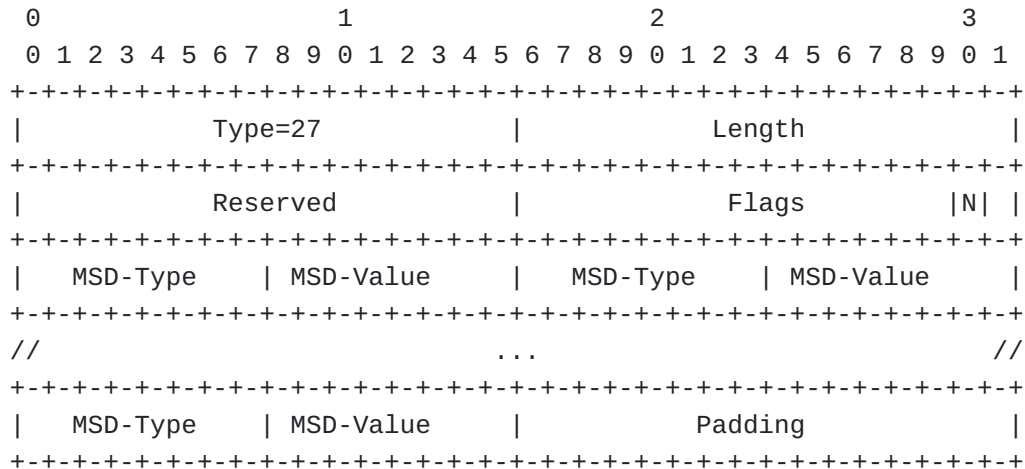 0                   1                   2                   3
 0 1 2 3 4 5 6 7 8 9 0 1 2 3 4 5 6 7 8 9 0 1 2 3 4 5 6 7 8 9 0 1
+-+-+-+-+-+-+-+-+-+-+-+-+-+-+-+-+-+-+-+-+-+-+-+-+-+-+-+-+-+-+-+-+
|            Type=27            |            Length             |
+-+-+-+-+-+-+-+-+-+-+-+-+-+-+-+-+-+-+-+-+-+-+-+-+-+-+-+-+-+-+-+-+
|            Reserved           |             Flags         |N| |
+-+-+-+-+-+-+-+-+-+-+-+-+-+-+-+-+-+-+-+-+-+-+-+-+-+-+-+-+-+-+-+-+
|   MSD-Type    | MSD-Value     |   MSD-Type    | MSD-Value     |
+-+-+-+-+-+-+-+-+-+-+-+-+-+-+-+-+-+-+-+-+-+-+-+-+-+-+-+-+-+-+-+-+
//                             ...                             //
+-+-+-+-+-+-+-+-+-+-+-+-+-+-+-+-+-+-+-+-+-+-+-+-+-+-+-+-+-+-+-+-+
|   MSD-Type    | MSD-Value     |           Padding             |
+-+-+-+-+-+-+-+-+-+-+-+-+-+-+-+-+-+-+-+-+-+-+-+-+-+-+-+-+-+-+-+-+